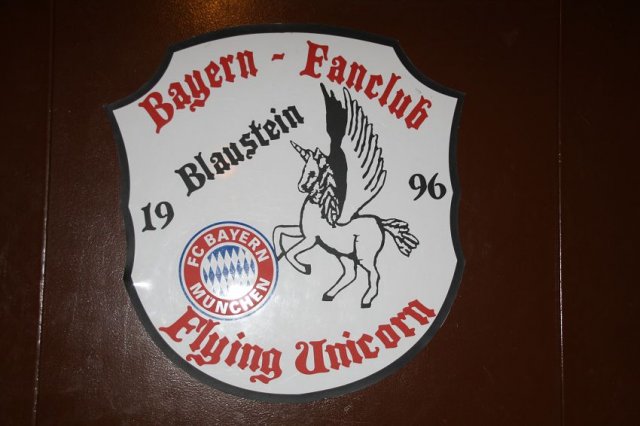 Bayern - Fanclub
Blaustein
19 96
FC BAYERN
MÜNCHEN
Flying Unicorn